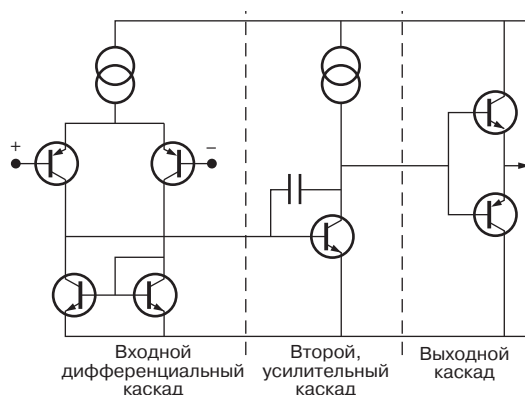 +
−
Входной
дифференциальный
каскад
Второй,
усилительный
каскад
Выходной
каскад